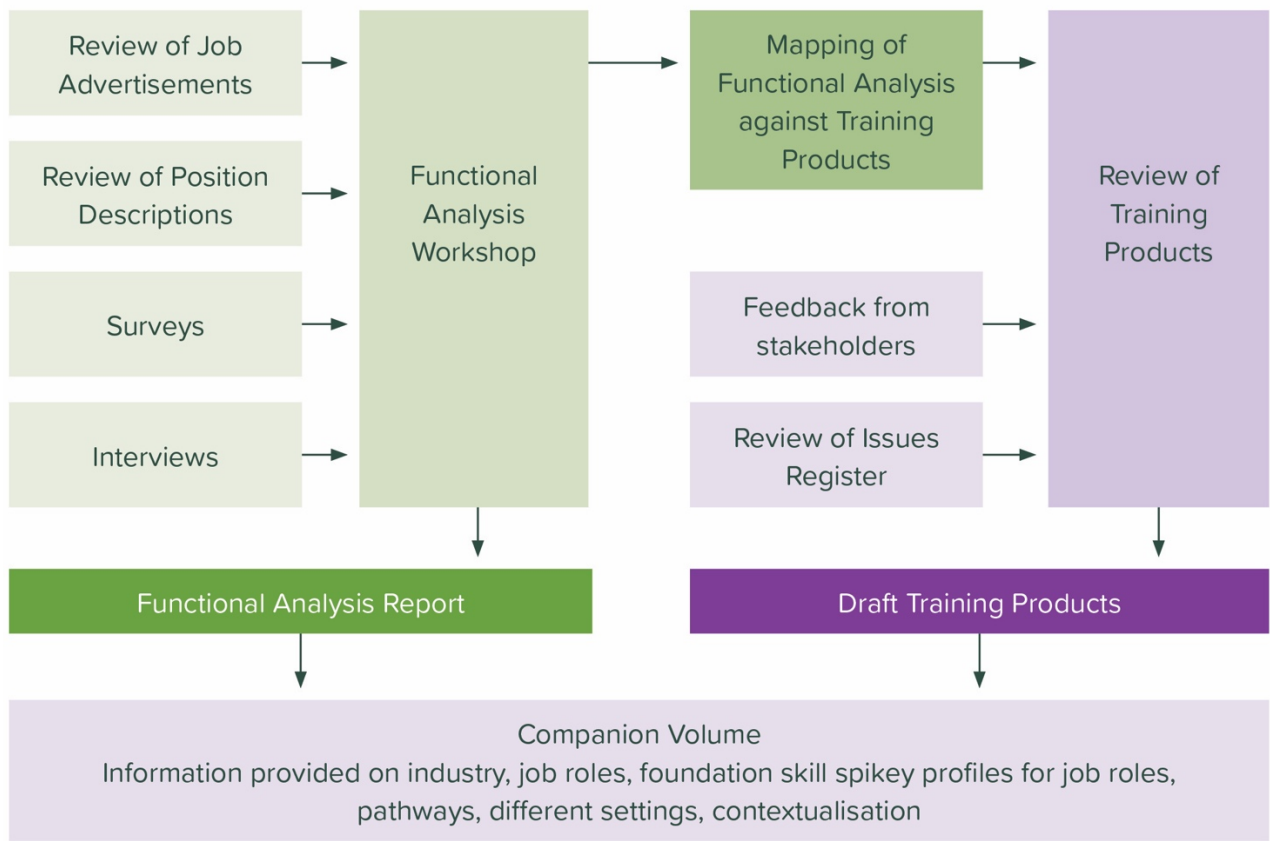 Review of Job
Advertisements
Review of Position
Descriptions
Surveys
Interviews
Functional
Analysis
Workshop
Mapping of
Functional Analysis
against Training
Products
Feedback from
stakeholders
Review of Issues
Register
Review of
Training
Products
Functional Analysis Report
Draft Training Products
Companion Volume
Information provided on industry, job roles, foundation skill spikey profiles for job roles,
pathways, different settings, contextualisation